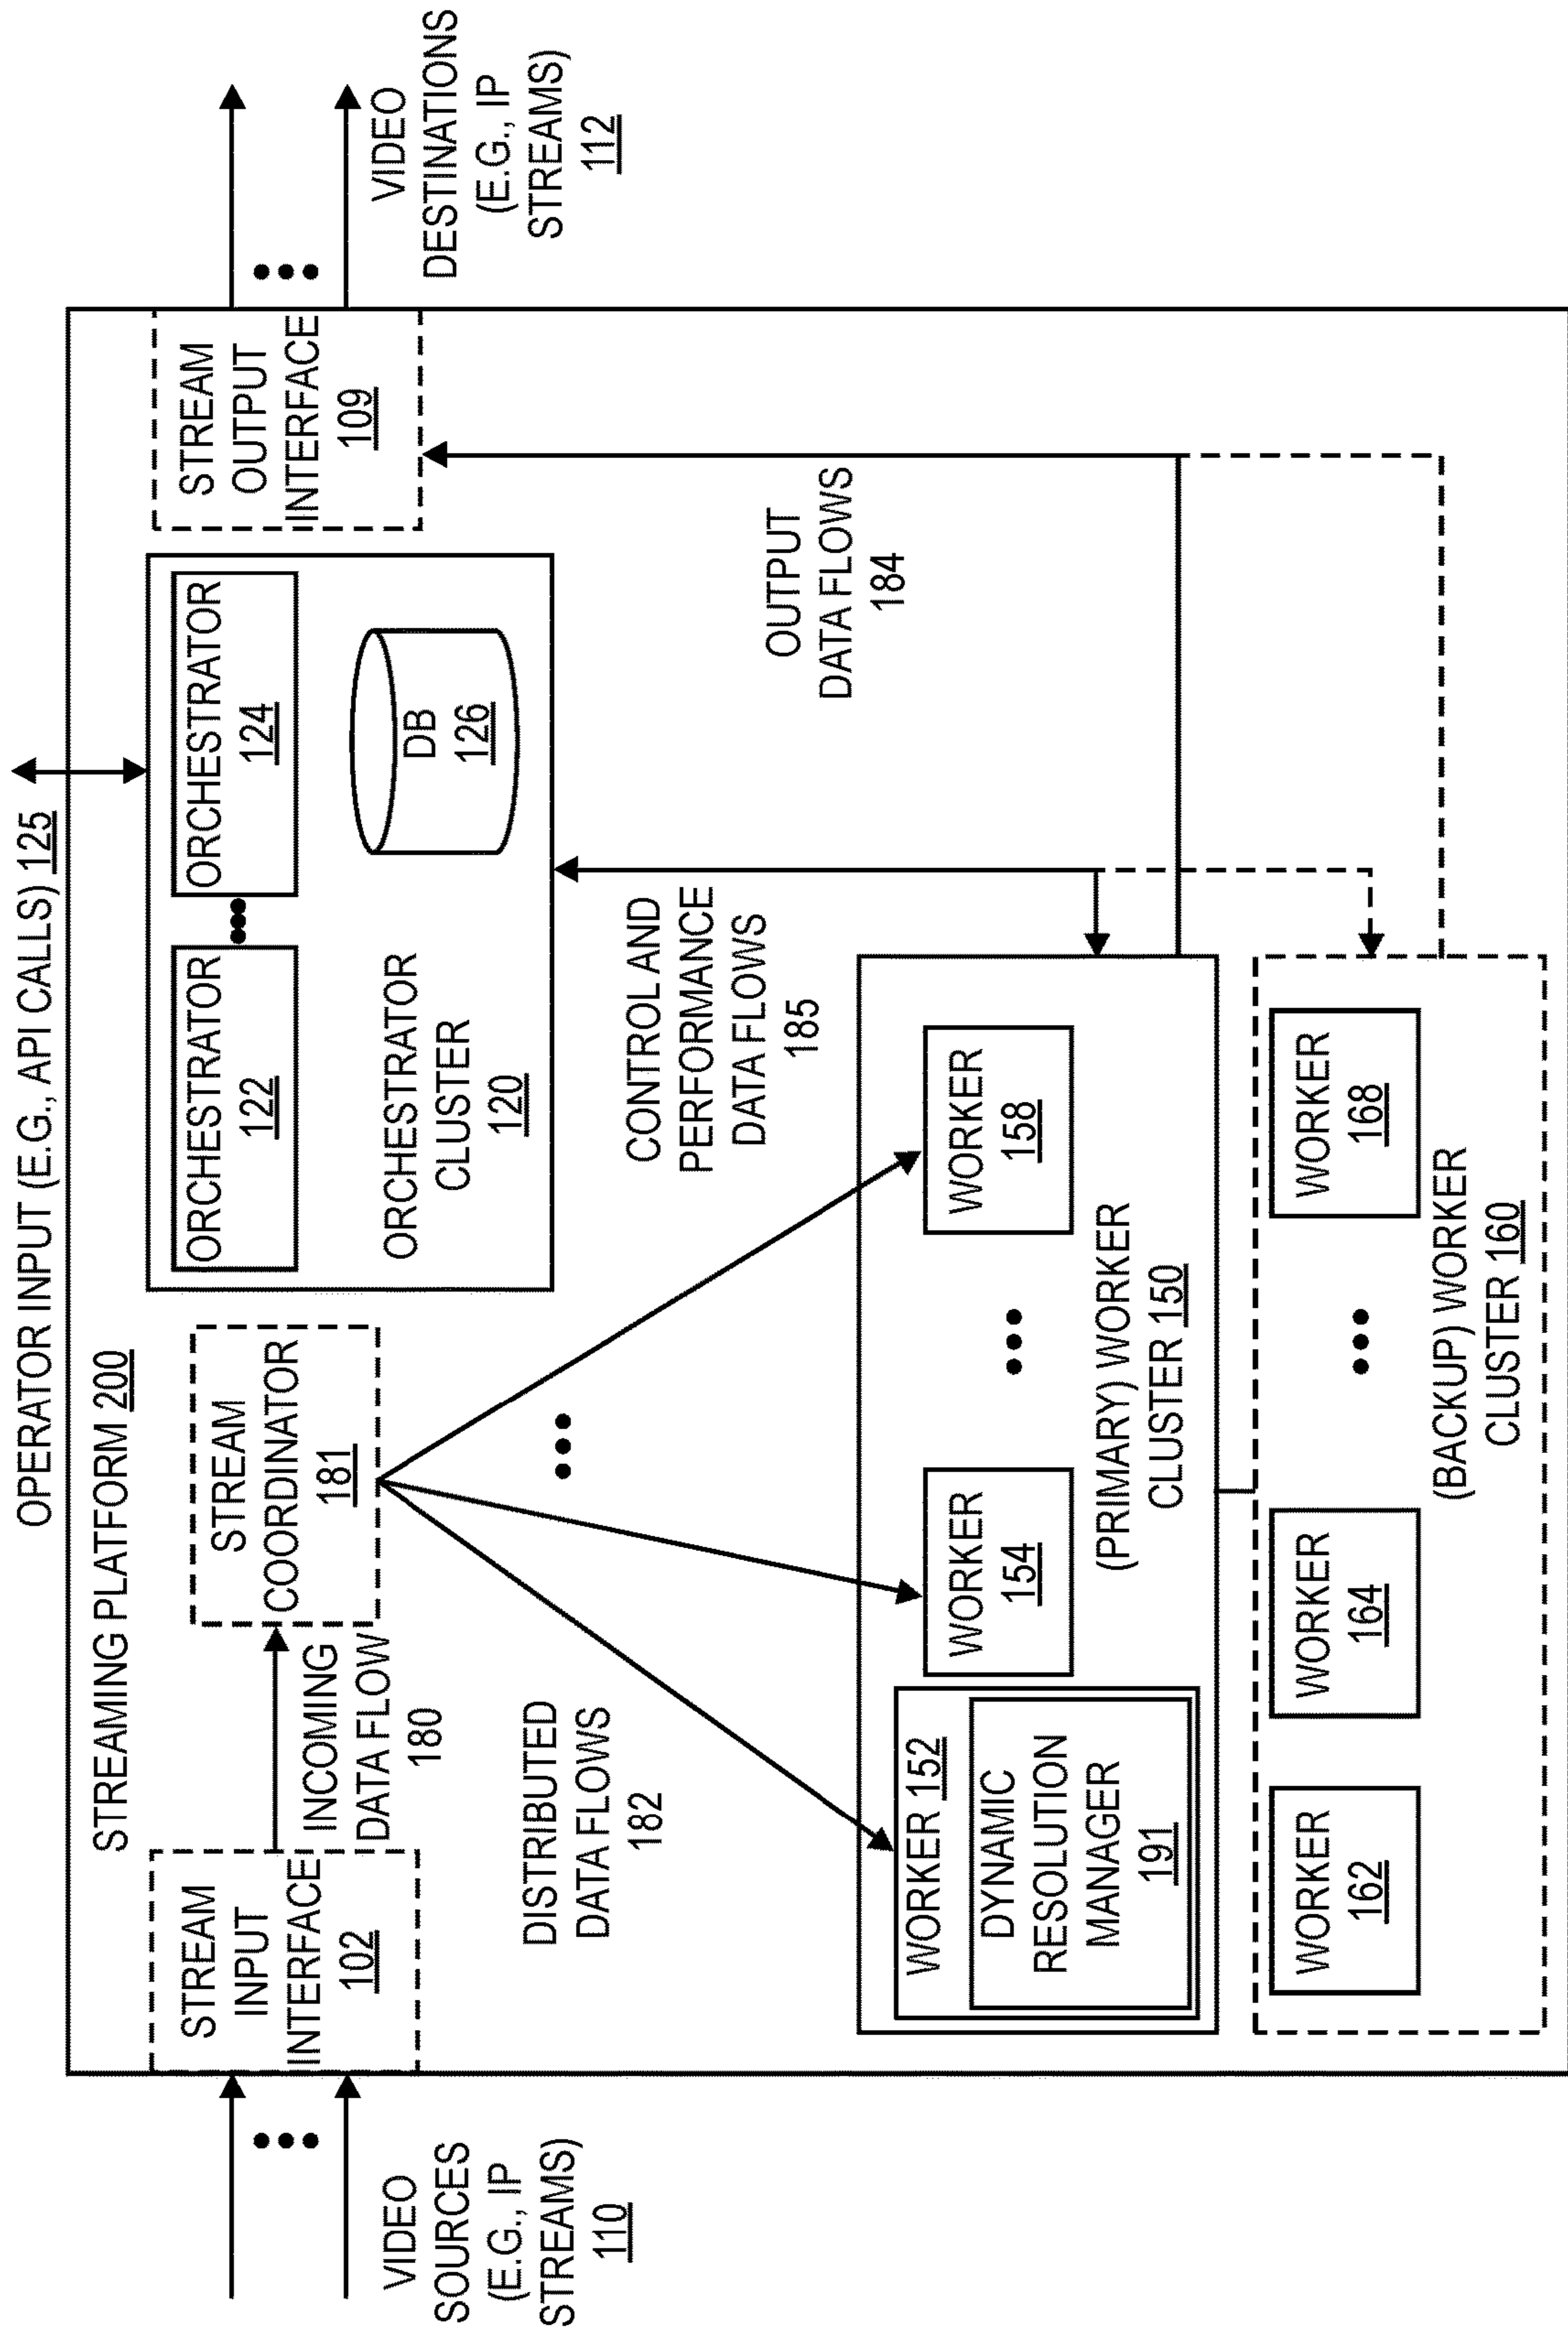 OPERATOR INPUT (E.G., API CALLS) 125
STREAMING PLATFORM 200
VIDEO
SOURCES
(E.G., IP
STREAMS)
110
STREAM
INPUT
INTERFACE
102
INCOMING
DATA FLOW
180
STREAM
COORDINATOR
181
ORCHESTRATOR
122
ORCHESTRATOR
124
ORCHESTRATOR
CLUSTER
120
DB
126
STREAM
OUTPUT
INTERFACE
109
VIDEO
DESTINATIONS
(E.G., IP
STREAMS)
112
DISTRIBUTED
DATA FLOWS
182
CONTROL AND
PERFORMANCE
DATA FLOWS
185
OUTPUT
DATA FLOWS
184
WORKER 152
DYNAMIC
RESOLUTION
MANAGER
191
WORKER
154
WORKER
158
(PRIMARY) WORKER
CLUSTER 150
WORKER
162
WORKER
164
WORKER
168
(BACKUP) WORKER
CLUSTER 160